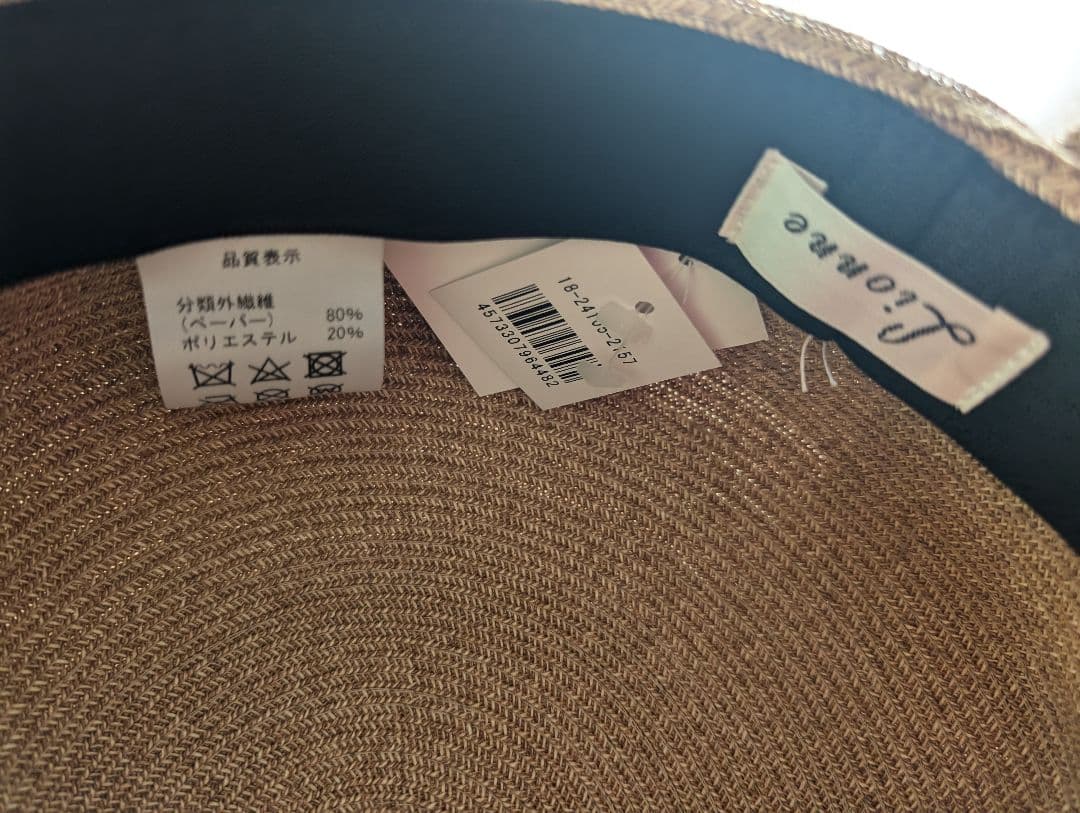 品質表示
分類外繊維
(ペーパー) 80%
ポリエステル 20%
4573307964482
Lionne